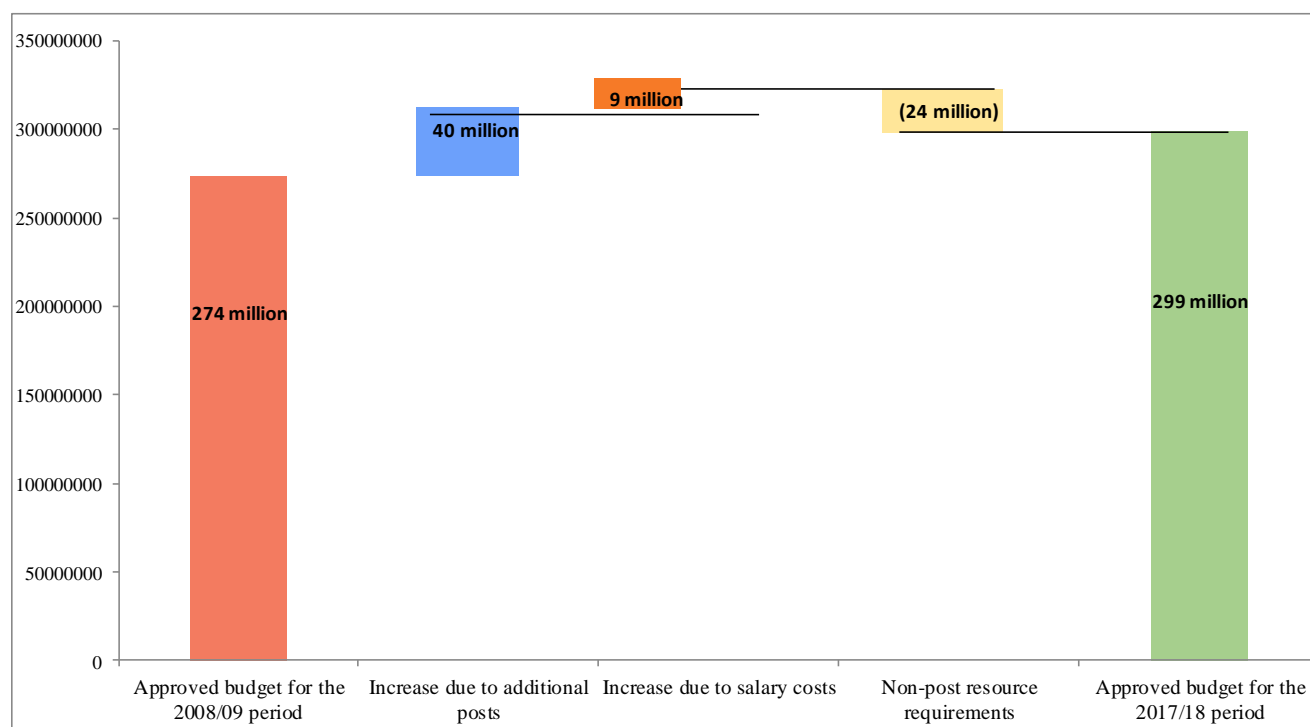 350000000
300000000
250000000
200000000
150000000
100000000
50000000
0
274 million
40 million
9 million
(24 million)
299 million
Approved budget for the
2008/09 period
Increase due to additional
posts
Increase due to salary costs
Non-post resource
requirements
Approved budget for the
2017/18 period